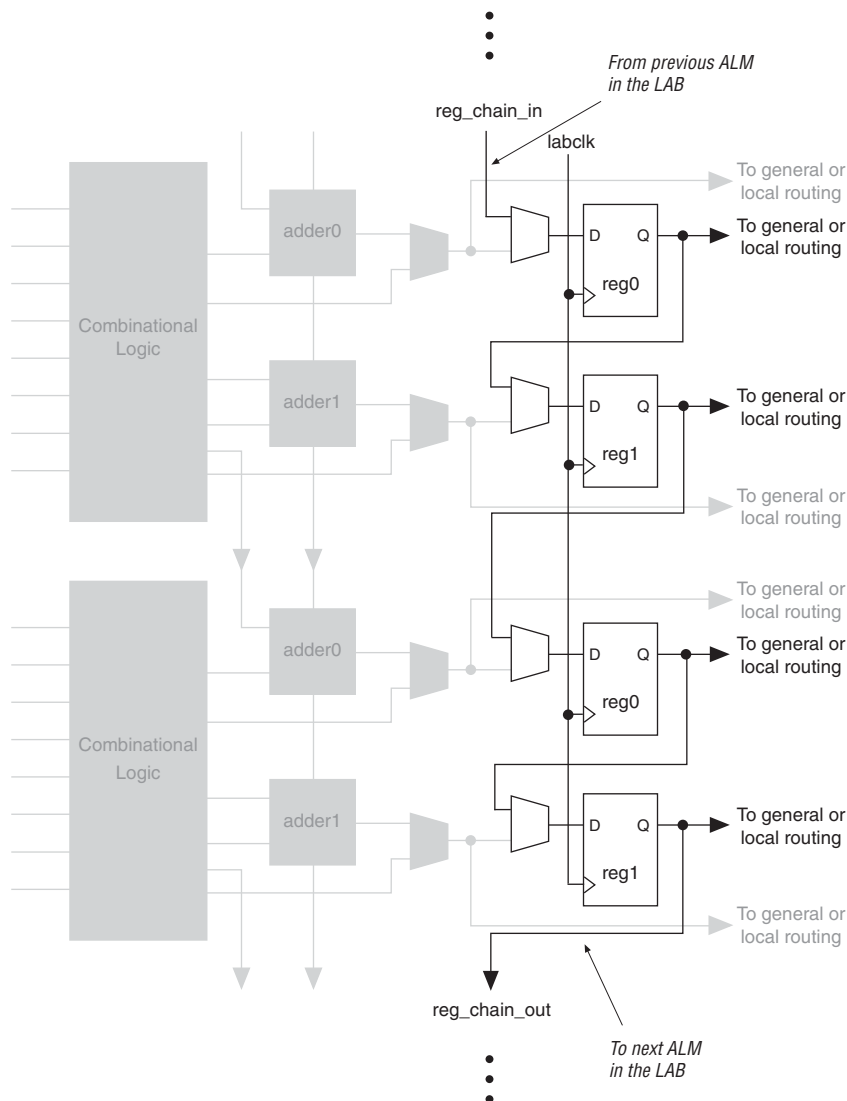 From previous ALM
in the LAB
reg_chain_in
labclk
To general or
local routing
adder0
D Q
To general or
local routing
reg0
Combinational
Logic
adder1
D Q
To general or
local routing
reg1
To general or
local routing
To general or
local routing
adder0
D Q
To general or
local routing
reg0
Combinational
Logic
adder1
D Q
To general or
local routing
reg1
To general or
local routing
reg_chain_out
To next ALM
in the LAB